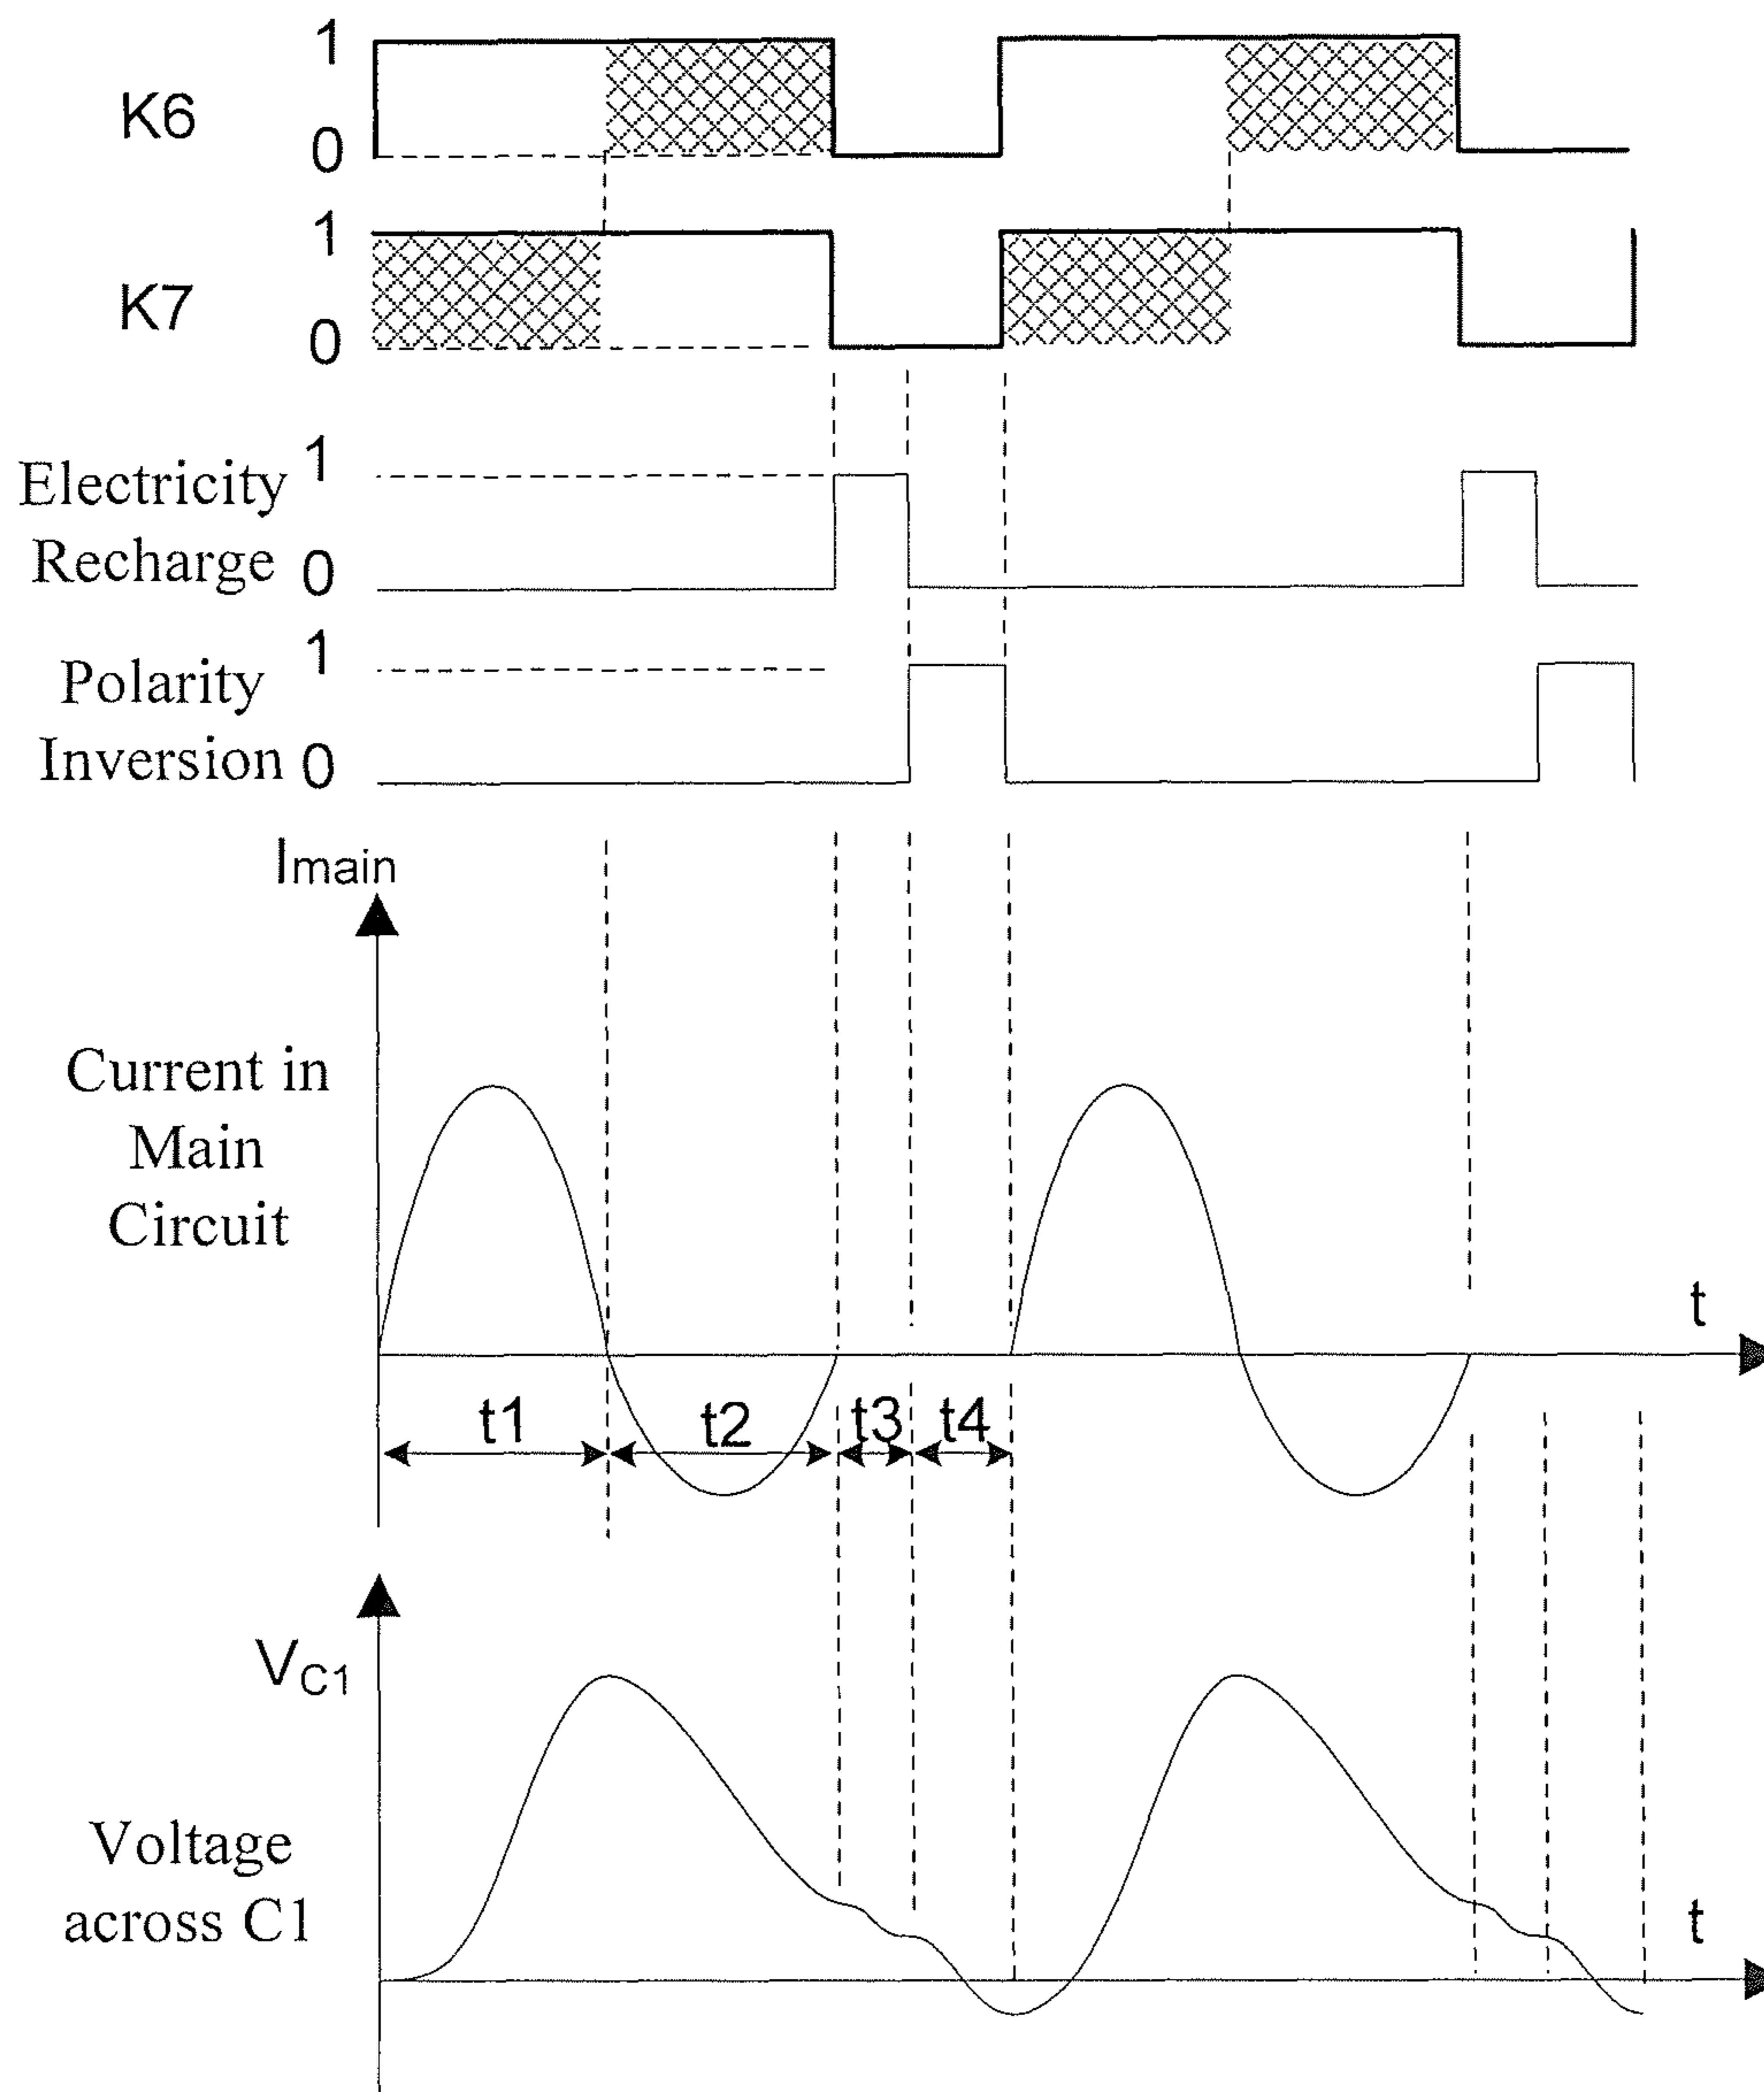 1
K6
0
1
K7
0
Electricity
Recharge
1
0
Polarity
Inversion
1
0
Imain
Current in
Main
Circuit
t
t1
t2
t3
t4
VC1
Voltage
across C1
t